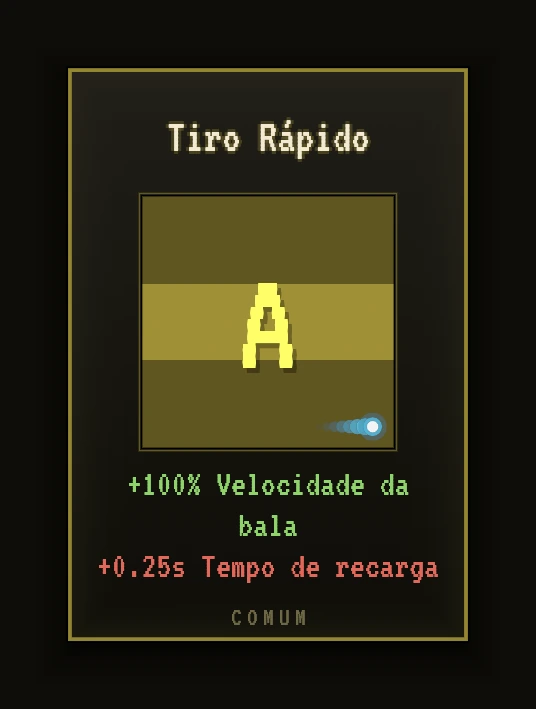 Tiro Rápido
A
+100% Velocidade da
bala
+0.25s Tempo de recarga
COMUM